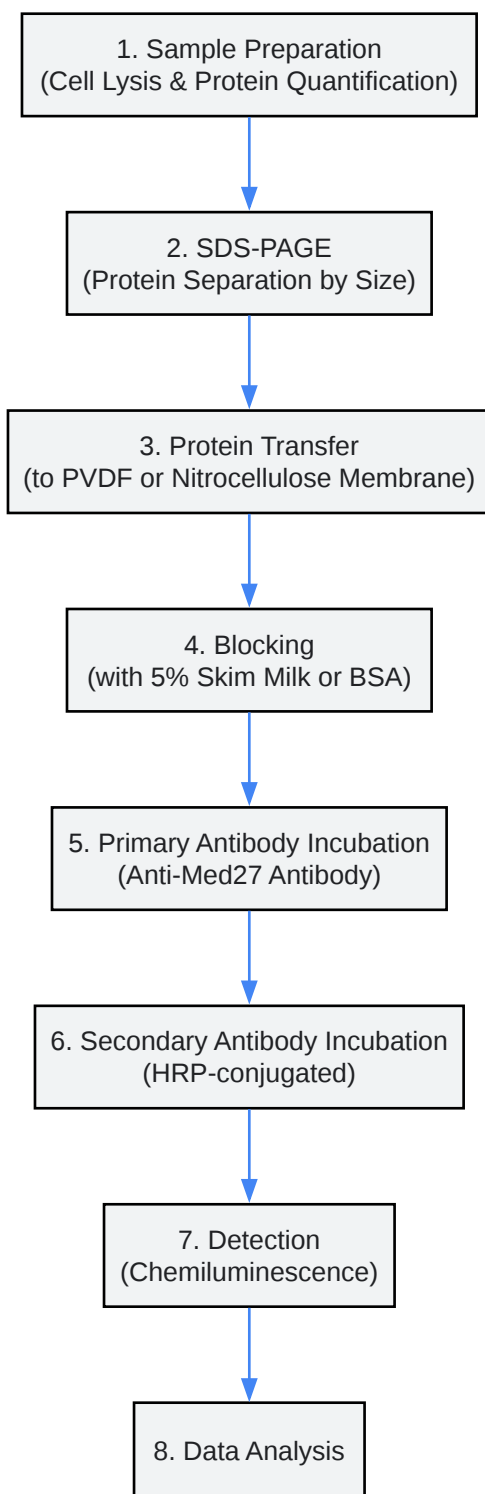 1. Sample Preparation
(Cell Lysis & Protein Quantification)
2. SDS-PAGE
(Protein Separation by Size)
3. Protein Transfer
(to PVDF or Nitrocellulose Membrane)
4. Blocking
(with 5% Skim Milk or BSA)
5. Primary Antibody Incubation
(Anti-Med27 Antibody)
6. Secondary Antibody Incubation
(HRP-conjugated)
7. Detection
(Chemiluminescence)
8. Data Analysis